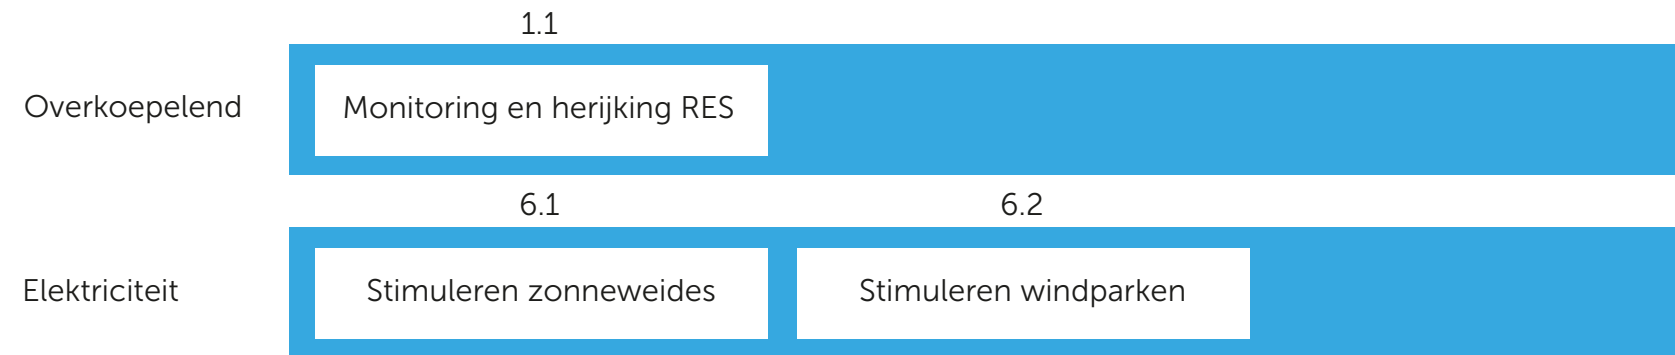 1.1
Overkoepelend
Monitoring en herijking RES
6.1
6.2
Elektriciteit
Stimuleren zonneweides
Stimuleren windparken